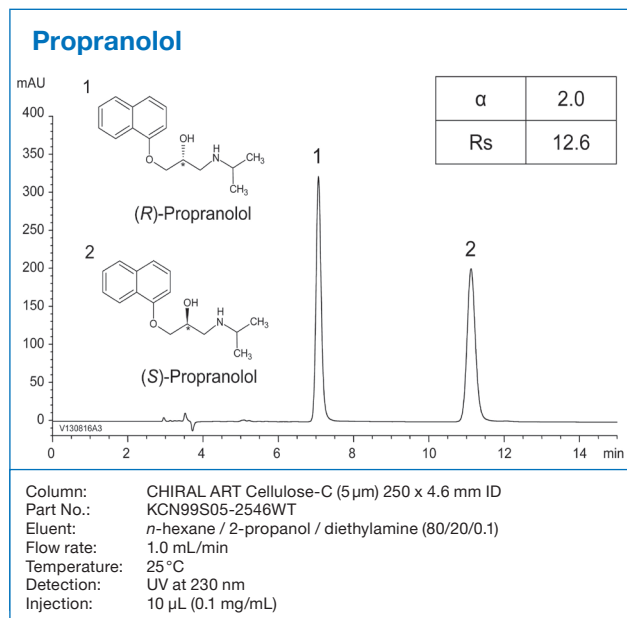 Propranolol
mAU
400
350
300
250
200
150
100
50
0
1
OH
O
*
H
N
CH3
CH3
(R)-Propranolol
2
OH
O
*
H
N
CH3
CH3
(S)-Propranolol
α 2.0
Rs 12.6
1
2
V130816A3
0 2 4 6 8 10 12 14 min
Column: CHIRAL ART Cellulose-C (5 µm) 250 x 4.6 mm ID
Part No.: KCN99S05-2546WT
Eluent: n-hexane / 2-propanol / diethylamine (80/20/0.1)
Flow rate: 1.0 mL/min
Temperature: 25 °C
Detection: UV at 230 nm
Injection: 10 µL (0.1 mg/mL)